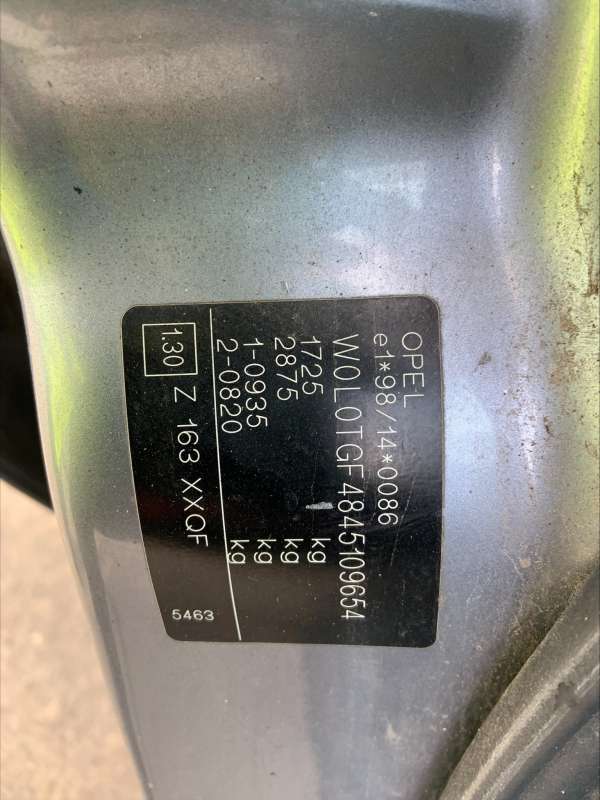 OPEL
e1*98/14*0086
W0L0TGF4845109654
1725 kg
2875 kg
1-0935 kg
2-0820 kg
1.30 Z 163 XXQF
5463